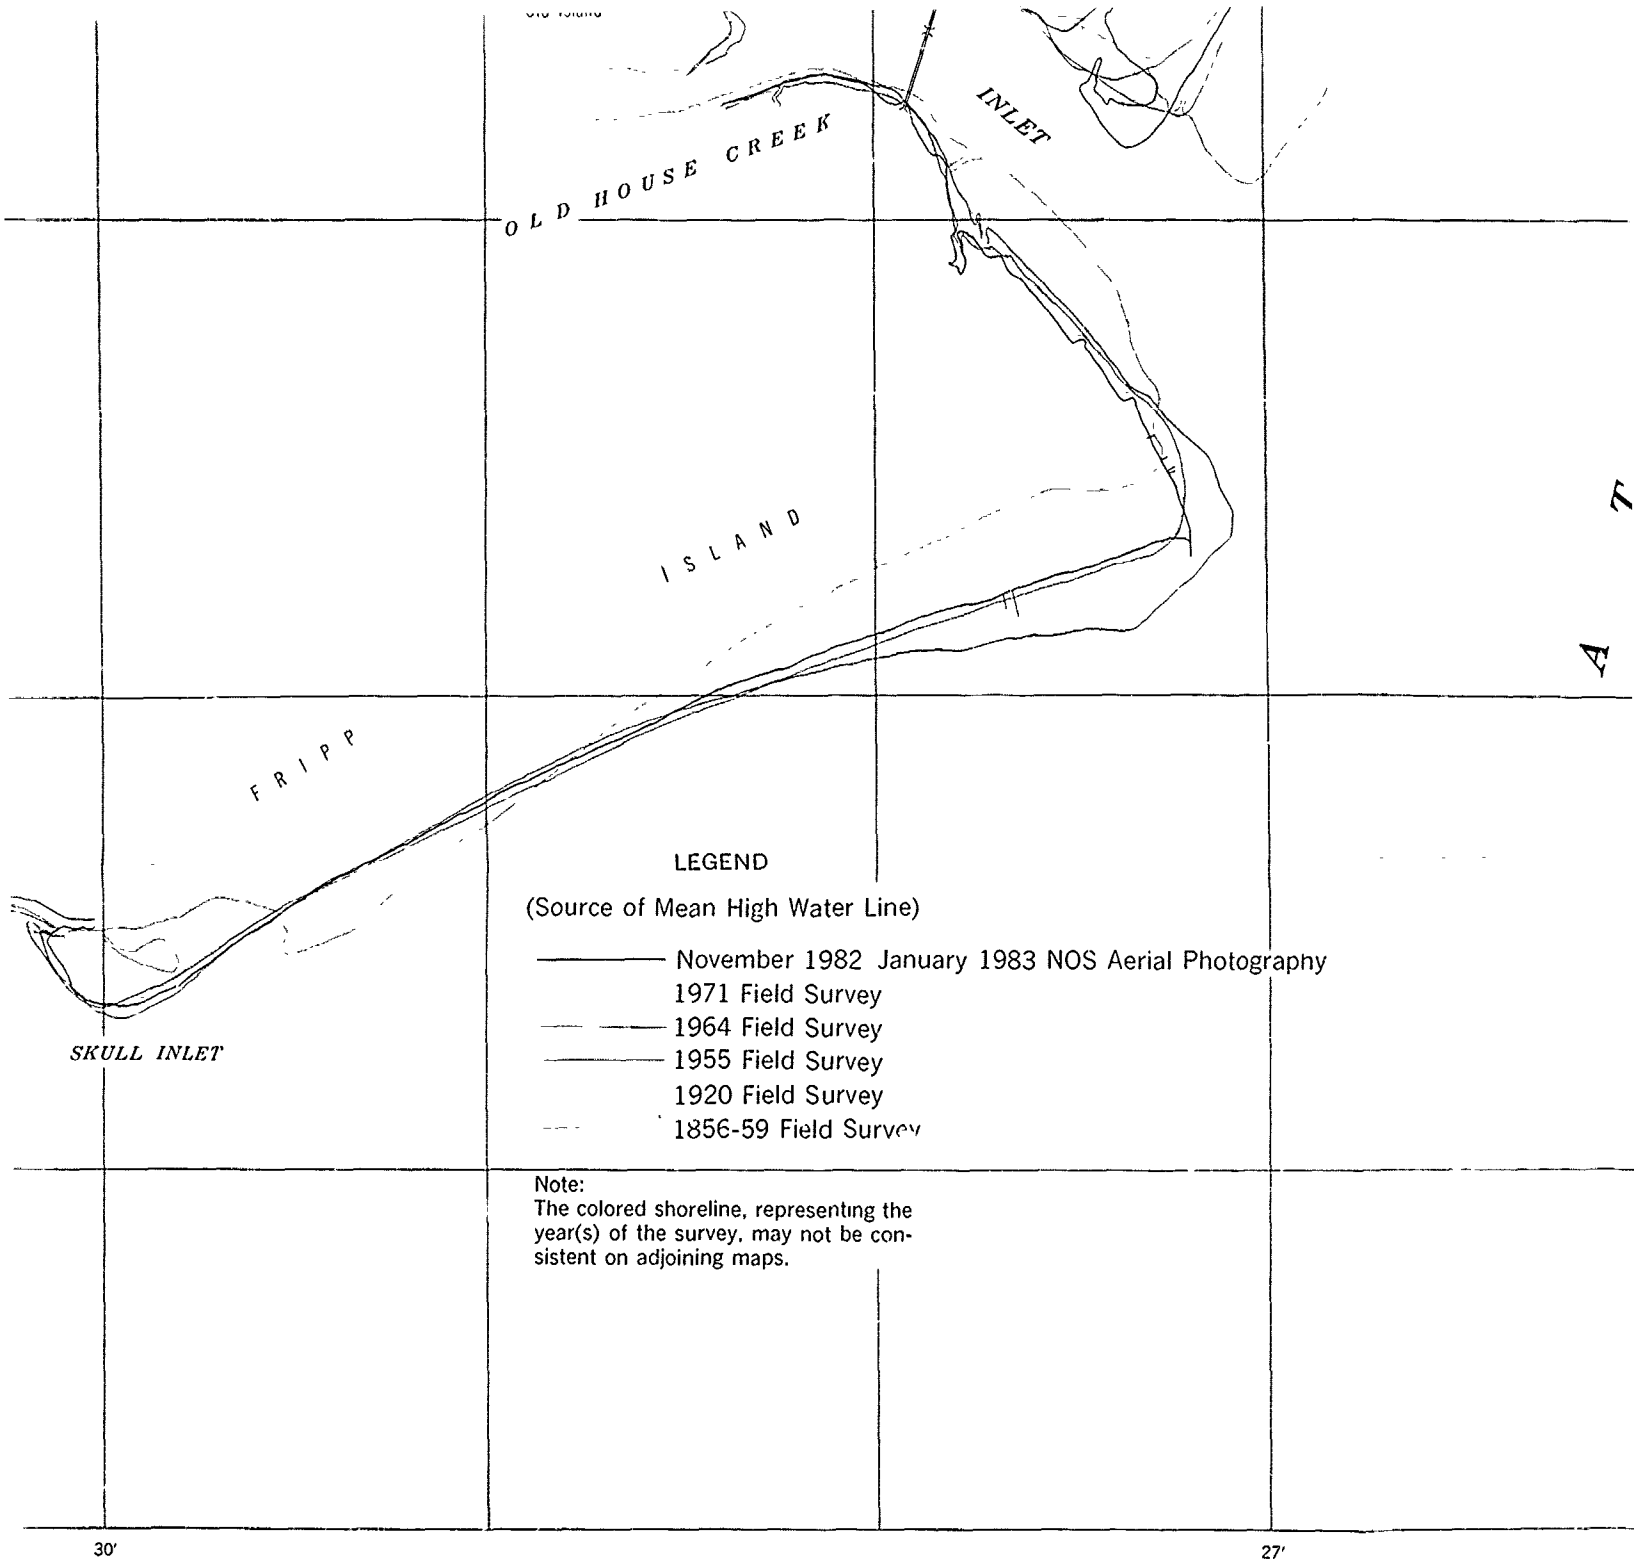 Old Island
INLET
OLD HOUSE CREEK
T
ISLAND
A
FRIPP
LEGEND
(Source of Mean High Water Line)
November 1982 January 1983 NOS Aerial Photography
1971 Field Survey
1964 Field Survey
1955 Field Survey
SKULL INLET
1920 Field Survey
1856-59 Field Survey
Note:
The colored shoreline, representing the
year(s) of the survey, may not be con-
sistent on adjoining maps.
30' 27'